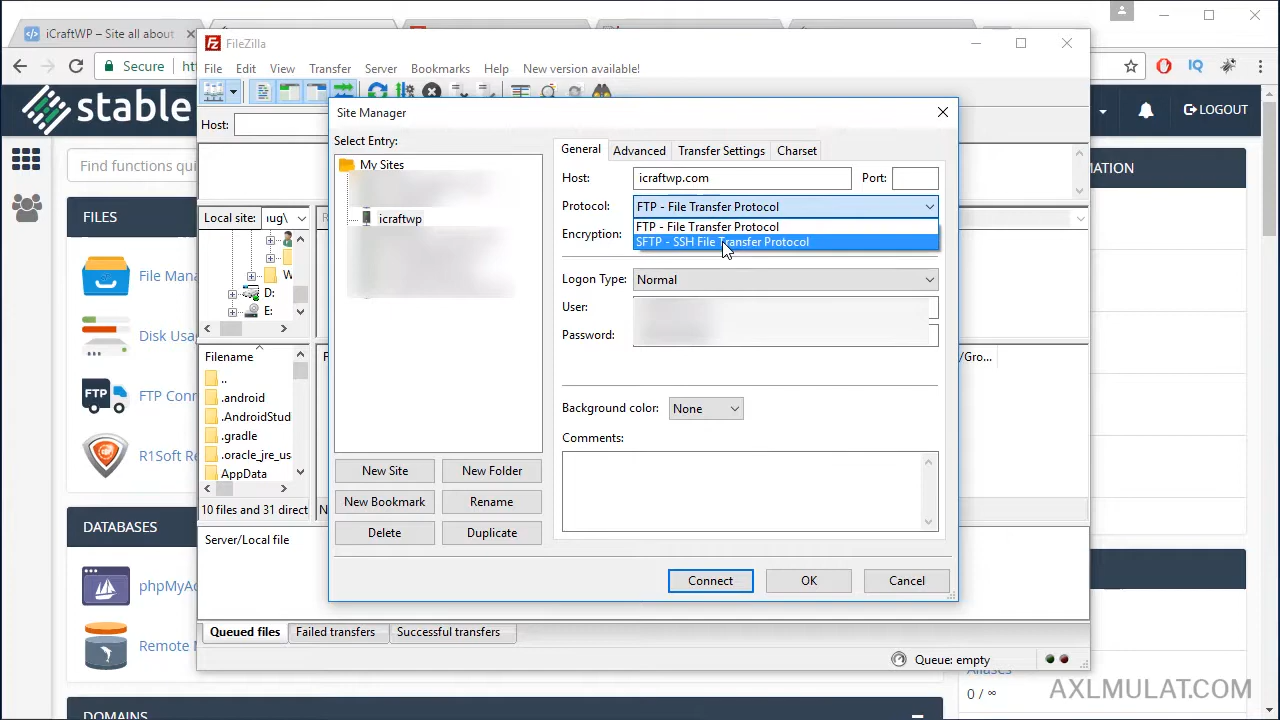 iCraftWP – Site all about
Secure
FileZilla
File Edit View Transfer Server Bookmarks Help New version available!
Host:
stable
LOGOUT
Find functions qui
FILES
File Mana
Disk Usa
FTP Conn
R1Soft Re
DATABASES
phpMyAd
Remote M
DOMAINS
Local site: \ug\
D:
E:
Filename
..
.android
.AndroidStud
.gradle
.oracle_jre_us
AppData
10 files and 31 direct
Server/Local file
Queued files Failed transfers Successful transfers
Queue: empty
Site Manager
Select Entry:
My Sites
icraftwp
New Site New Folder
New Bookmark Rename
Delete Duplicate
General Advanced Transfer Settings Charset
Host: icraftwp.com Port:
Protocol: FTP - File Transfer Protocol
FTP - File Transfer Protocol
SFTP - SSH File Transfer Protocol
Encryption:
Logon Type: Normal
User:
Password:
Background color: None
Comments:
Connect OK Cancel
/Gro...
MATION
Aliases
0 / ∞
AXLMULAT.COM